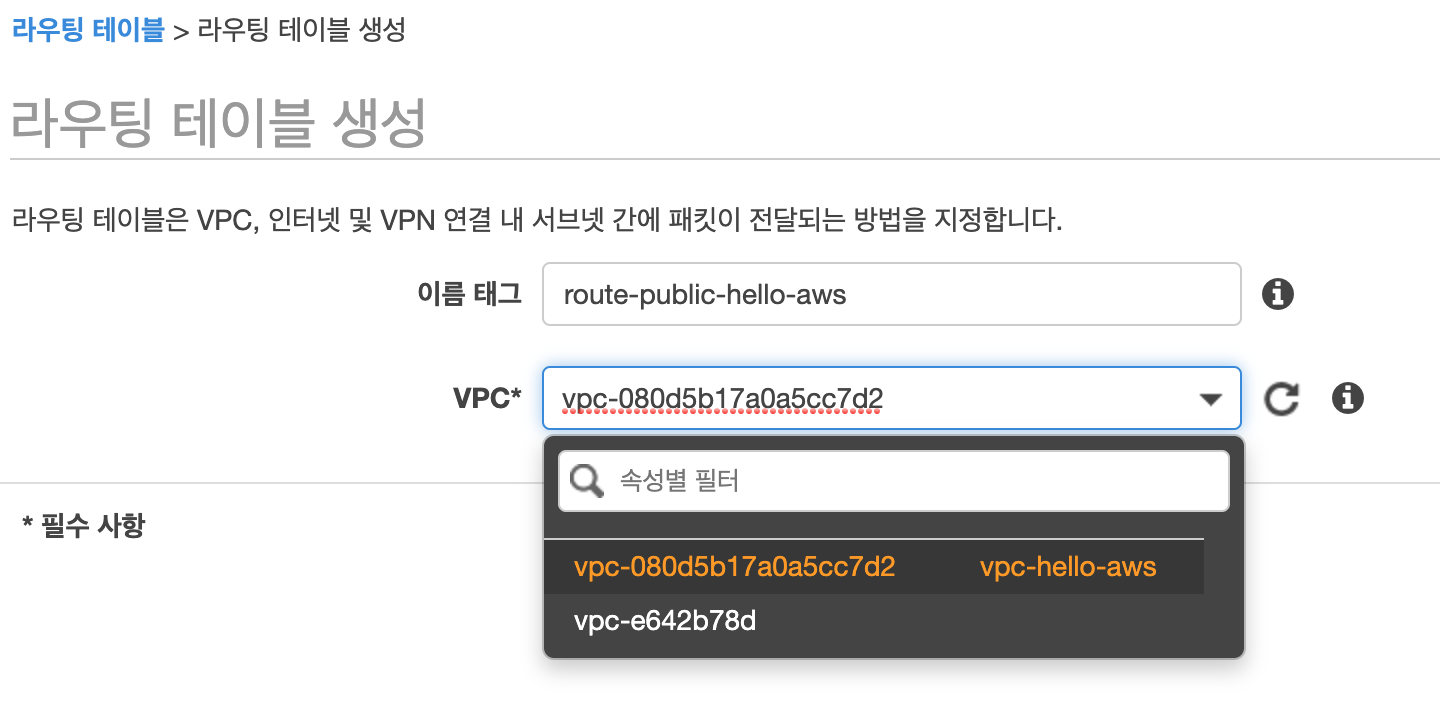 라우팅 테이블 > 라우팅 테이블 생성
라우팅 테이블 생성
라우팅 테이블은 VPC, 인터넷 및 VPN 연결 내 서브넷 간에 패킷이 전달되는 방법을 지정합니다.
이름 태그 route-public-hello-aws
VPC* vpc-080d5b17a0a5cc7d2
속성별 필터
vpc-080d5b17a0a5cc7d2 vpc-hello-aws
vpc-e642b78d
* 필수 사항